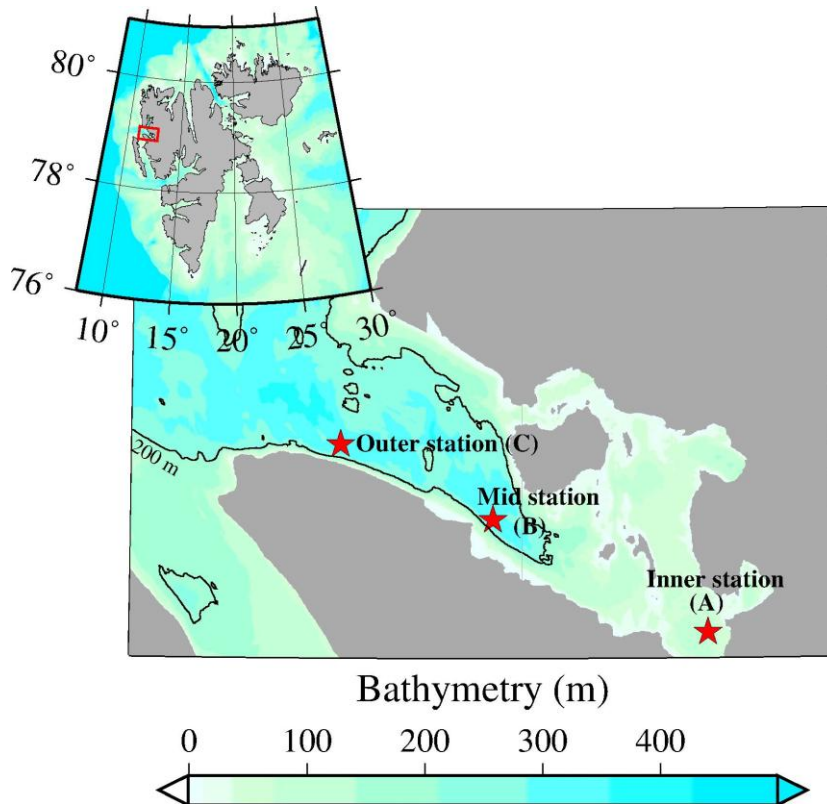 80°
78°
76°
10°
15°
20°
25°
30°
200 m
Outer station (C)
Mid station
(B)
Inner station
(A)
Bathymetry (m)
0 100 200 300 400